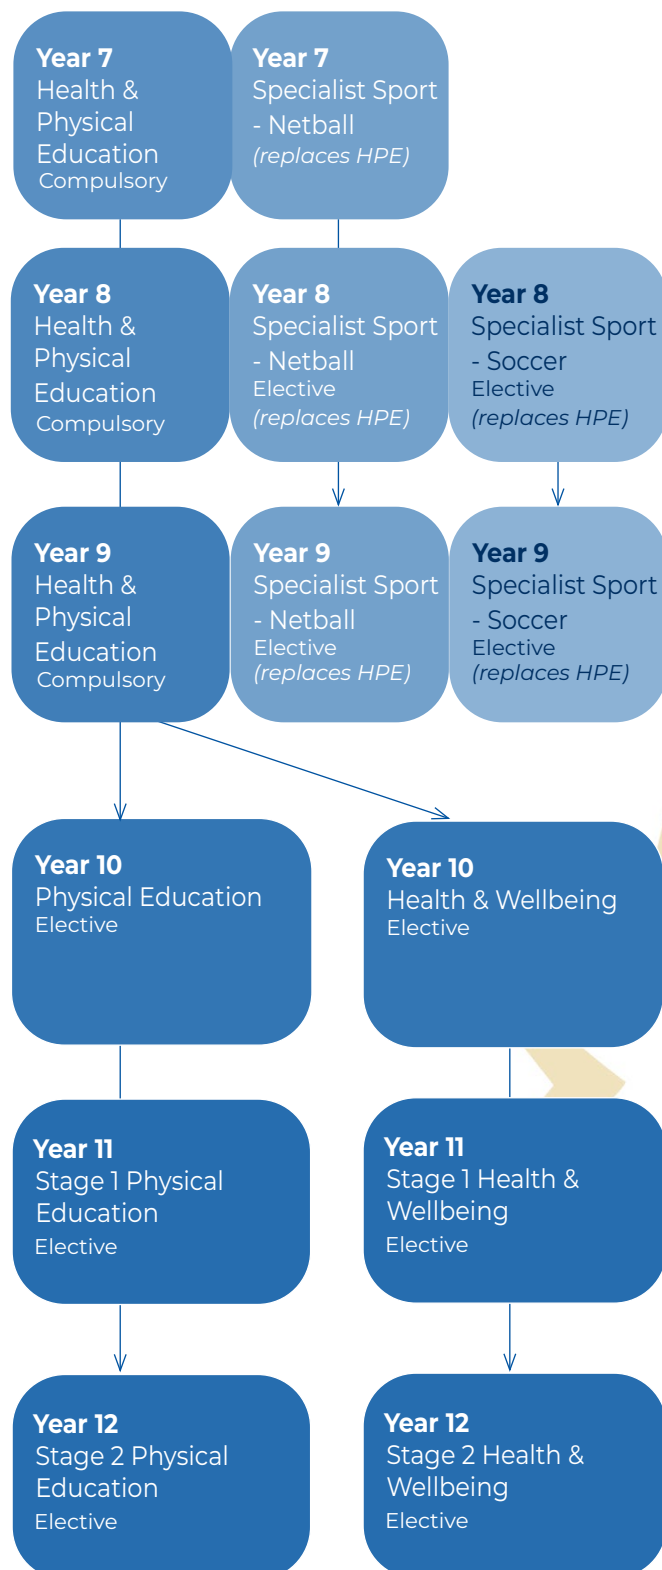 Year 7
Health &
Physical
Education
Compulsory
Year 7
Specialist Sport
- Netball
(replaces HPE)
Year 8
Health &
Physical
Education
Compulsory
Year 8
Specialist Sport
- Netball
Elective
(replaces HPE)
Year 8
Specialist Sport
- Soccer
Elective
(replaces HPE)
Year 9
Health &
Physical
Education
Compulsory
Year 9
Specialist Sport
- Netball
Elective
(replaces HPE)
Year 9
Specialist Sport
- Soccer
Elective
(replaces HPE)
Year 10
Physical Education
Elective
Year 10
Health & Wellbeing
Elective
Year 11
Stage 1 Physical
Education
Elective
Year 11
Stage 1 Health &
Wellbeing
Elective
Year 12
Stage 2 Physical
Education
Elective
Year 12
Stage 2 Health &
Wellbeing
Elective